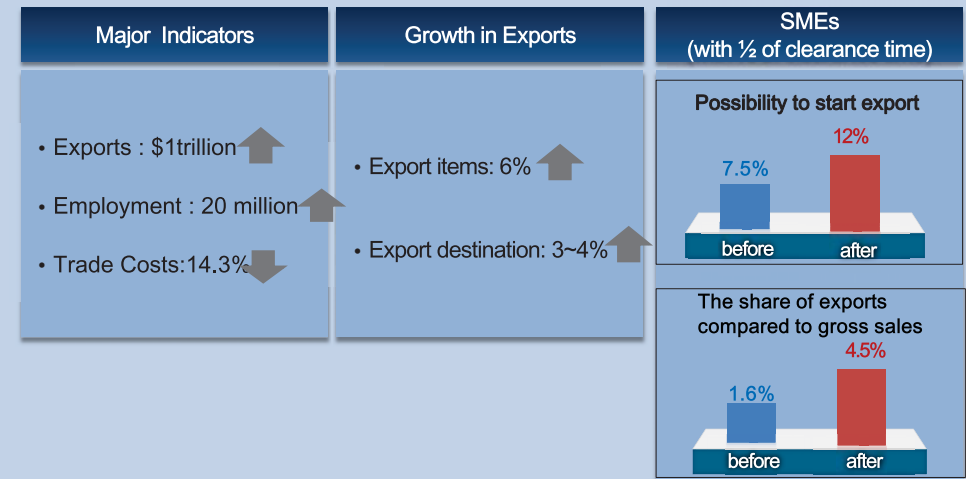 Major Indicators
• Exports : $1trillion
• Employment : 20 million
• Trade Costs:14.3%
Growth in Exports
• Export items: 6%
• Export destination: 3~4%
SMEs
(with ½ of clearance time)
Possibility to start export
7.5%
12%
before
after
The share of exports
compared to gross sales
1.6%
4.5%
before
after